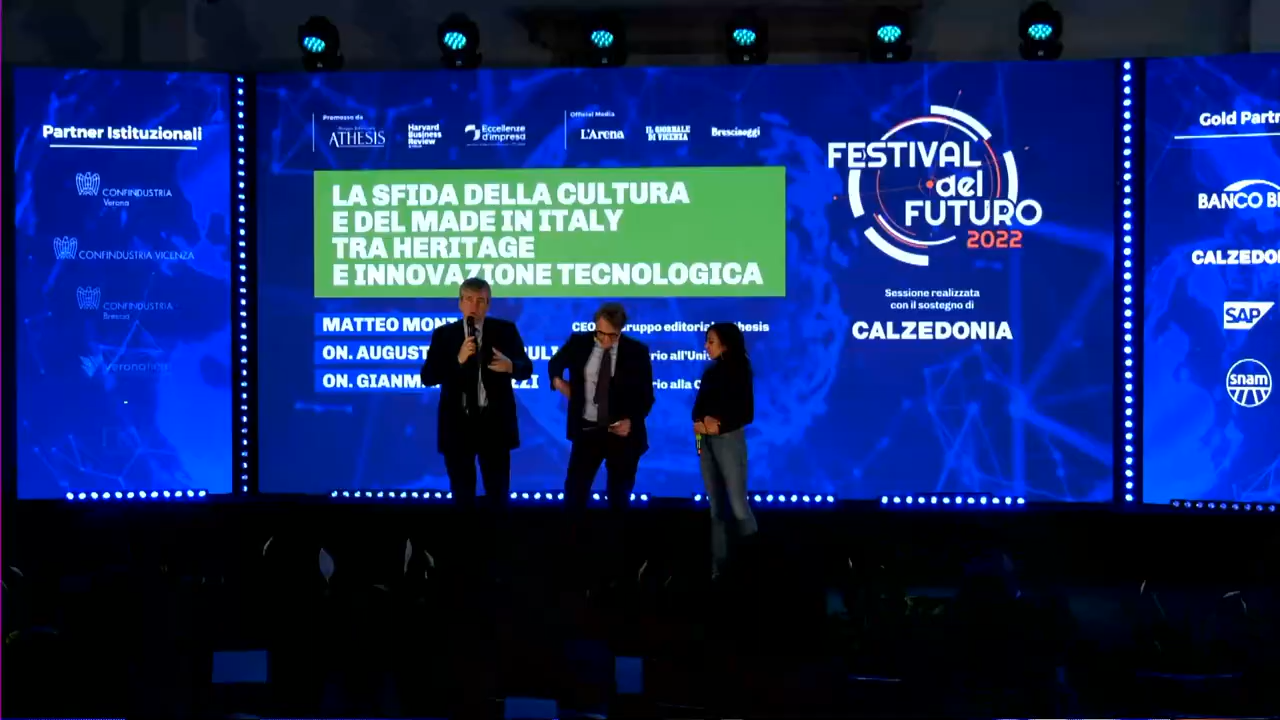 Partner Istituzionali
CONFINDUSTRIA
Verona
CONFINDUSTRIA VICENZA
CONFINDUSTRIA
Brescia
Promosso da
ATHESIS
Harvard
Business
Review
Eccellenze
d'impresa
Official Media
L'Arena
IL GIORNALE
DI VICENZA
Bresciaoggi
LA SFIDA DELLA CULTURA
E DEL MADE IN ITALY
TRA HERITAGE
E INNOVAZIONE TECNOLOGICA
MATTEO MONT
CEO
ON. AUGUST
ON. GIANM
FESTIVAL
del
FUTURO
2022
Sessione realizzata
con il sostegno di
CALZEDONIA
Gold Partn
BANCO B
CALZEDO
SAP
snam